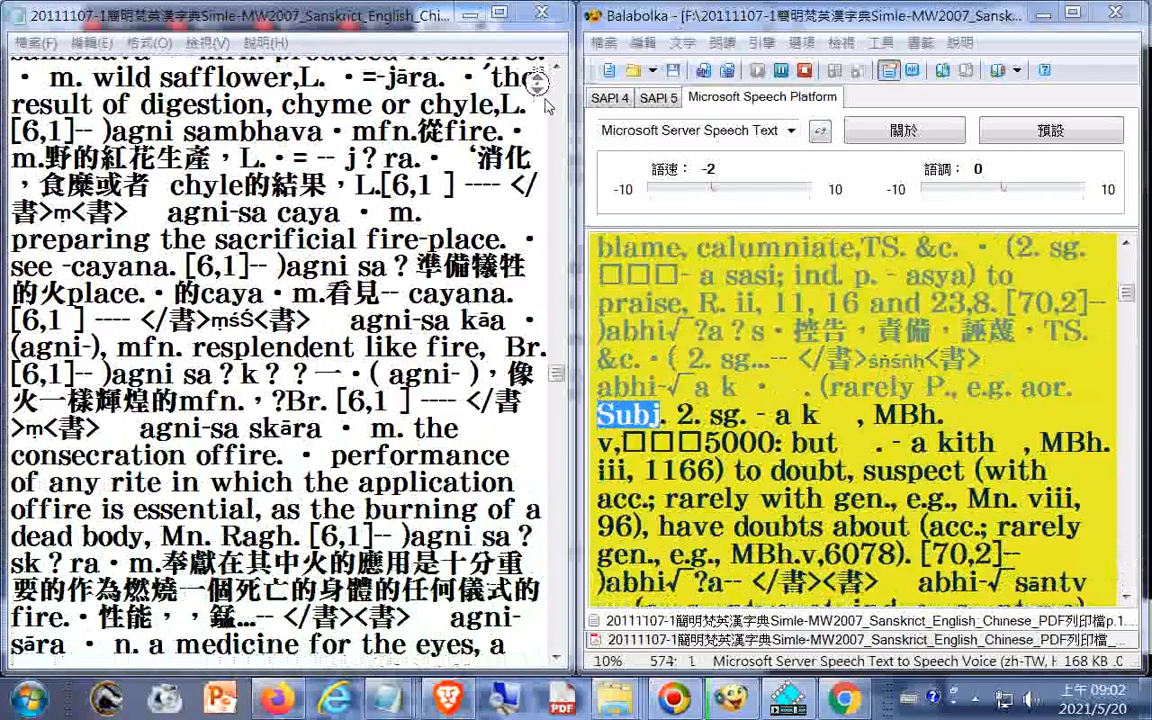 20111107-1簡明梵英漢字典Simle-MW2007_Sanskrict_English_Chi...
檔案(F) 編輯(E) 格式(O) 檢視(V) 說明(H)
• m. wild safflower,L. • =-jāra. • 'the
result of digestion, chyme or chyle,L.
[6,1]-- )agni sambhava • mfn.從fire. •
m.野的紅花生產，L. • = -- j？ra. • ‘消化
，食糜或者 chyle的結果，L.[6,1 ] ---- </
書>ṃ<書> agni-sa caya • m.
preparing the sacrificial fire-place. •
see -cayana. [6,1]-- )agni sa？準備犧牲
的火place. • 的caya • m.看見-- cayana.
[6,1 ] ---- </書>ṃśŚ<書> agni-sa kāa •
(agni-), mfn. resplendent like fire, Br.
[6,1] ---- )agni sa？k？？一 • ( agni- )，像
火一樣輝煌的mfn.，?Br. [6,1 ] ---- </書
>ṃ<書> agni-sa skāra • m. the
consecration offire. • performance
of any rite in which the application
offire is essential, as the burning of a
dead body, Mn. Ragh. [6,1]-- )agni sa？
sk？ra • m.奉獻在其中火的應用是十分重
要的作為燃燒一個死亡的身體的任何儀式的
fire. • 性能，，錳...-- </書><書> agni-
sāra • n. a medicine for the eyes, a
Balabolka - [F:\20111107-1簡明梵英漢字典Simle-MW2007_Sansk...
檔案 編輯 文字 朗讀 引擎 選項 檢視 工具 書籤 說明
SAPI 4 SAPI 5 Microsoft Speech Platform
Microsoft Server Speech Text 關於 預設
語速： -2 語調： 0
-10 10 -10 10
blame, calumniate,TS. &c. • (2. sg.
□□□- a sasi; ind. p. - asya) to
praise, R. ii, 11, 16 and 23,8. [70,2]--
)abhi√？a？s • 控告，責備，誣蔑，TS.
&c. • ( 2. sg...-- </書>śṅśṅḥ<書>
abhi-√ a k • . (rarely P., e.g. aor.
Subj. 2. sg. - a k , MBh.
v,□□□5000: but . - a kith , MBh.
iii, 1166) to doubt, suspect (with
acc.; rarely with gen., e.g., Mn. viii,
96), have doubts about (acc.; rarely
gen., e.g., MBh.v,6078). [70,2]--
)abhi√？a-- </書><書> abhi-√sāntv
20111107-1簡明梵英漢字典Simle-MW2007_Sanskrict_English_Chinese_PDF列印檔p.1...
20111107-1簡明梵英漢字典Simle-MW2007_Sanskrict_English_Chinese_PDF列印檔_...
10% 574: 1 Microsoft Server Speech Text to Speech Voice (zh-TW, H 168 KB
上午 09:02
2021/5/20